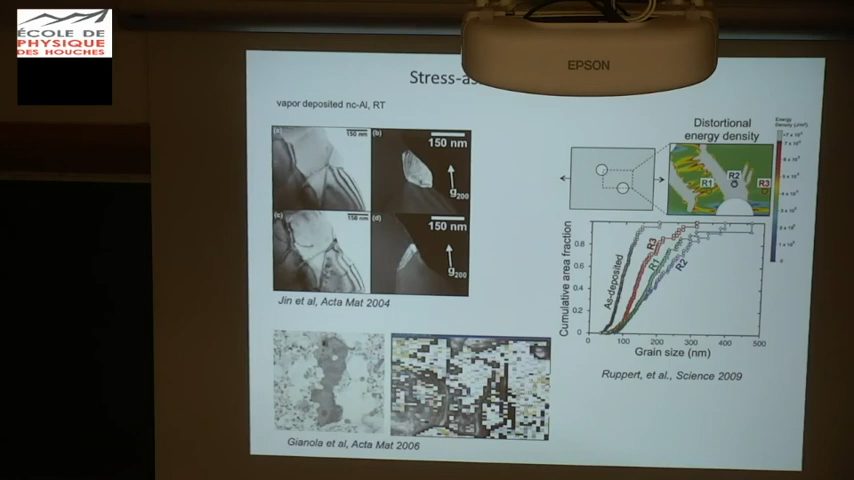 ÉCOLE DE
PHYSIQUE
DES HOUCHES
EPSON
Stress-as
vapor deposited nc-Al, RT
(a)
150 nm
(b)
150 nm
g200
(c)
150 nm
(d)
150 nm
g200
Jin et al, Acta Mat 2004
Gianola et al, Acta Mat 2006
Distortional
energy density
Energy
Density (J/m³)
R1
R2
R3
Cumulative area fraction
0.8
0.6
0.4
0.2
0
As-deposited
R3
R1
R2
0
100
200
300
400
500
Grain size (nm)
Ruppert, et al., Science 2009